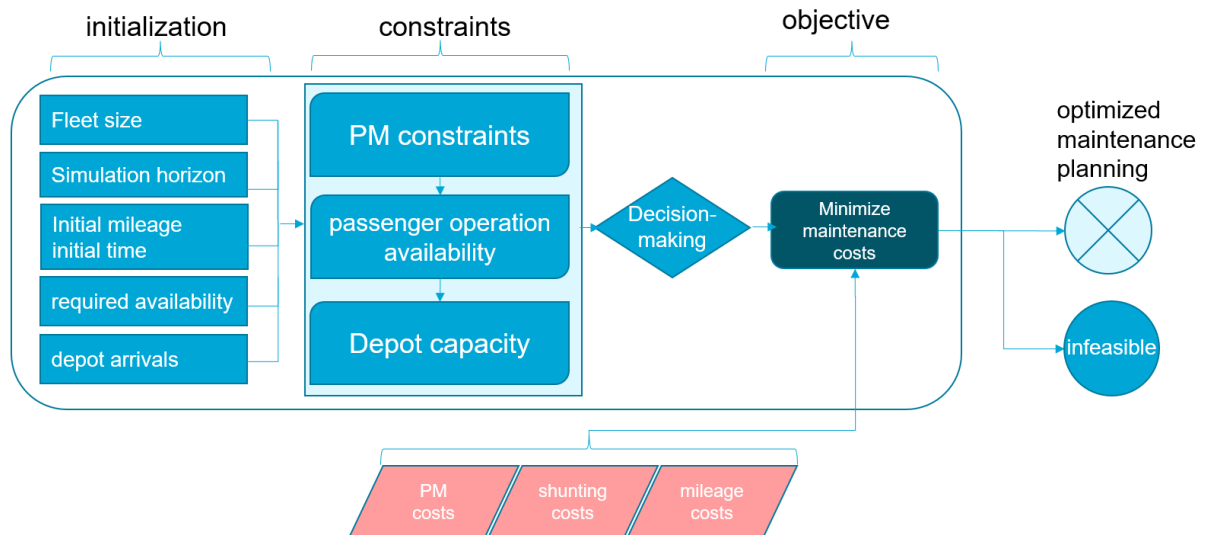 initialization
constraints
objective
Fleet size
Simulation horizon
Initial mileage
initial time
required availability
depot arrivals
PM constraints
passenger operation
availability
Depot capacity
Decision-
making
Minimize
maintenance
costs
optimized
maintenance
planning
infeasible
PM
costs
shunting
costs
mileage
costs